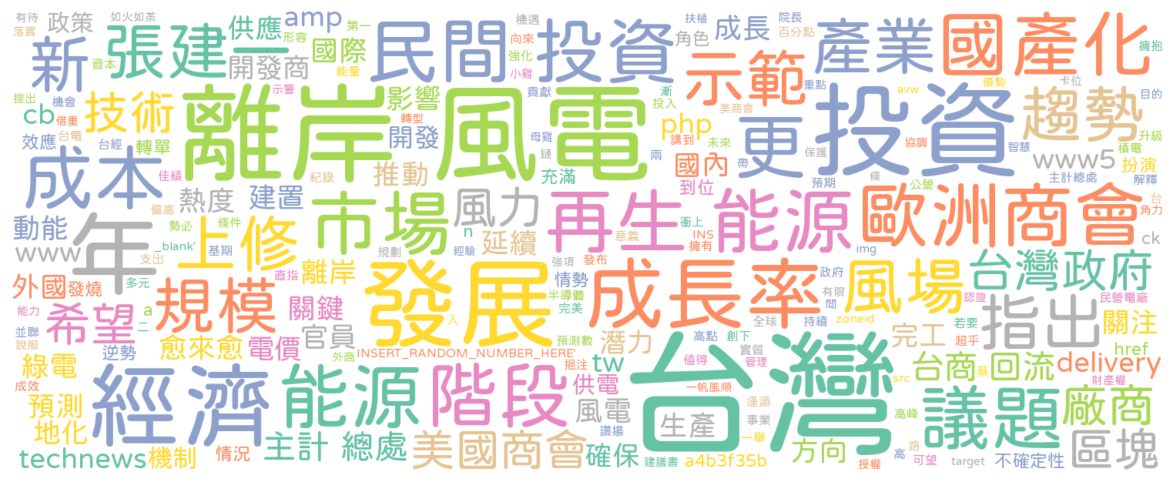 有待 政策 如火如荼 供應 形容 amp 第一 機遇 扶植 院長 百分點
落實 新 張建一 國際 民間 投資 向來 角色 成長 產業 國產化 擁抱
資本 開發商 能量 強化 小雞 示範 重點 優勢 卡位 目的
提出 機會 示警 影響 貢獻 漸 投入 美商會 avw
cb 借重 技術 離岸 風電 轉型 php 講到 未來 更 投資 協調 趨勢 升級
效應 台電 台經 轉單 開發 母雞 鏈 兩 國內 帶 保護 智慧 www5 積電 扮演 解釋
成本 佳績 熱度 建置 紀錄 推動 充滿 到位 預期 條 公營 主計總處 台
動能 偏高 勢必 條件 市場 風力 再生 能源 衝上 歐洲商會 角力
www 年 _blank' 上修 基期 n 延續 經驗 意義 INS 擁有 img ck
支出 規劃 強項 發布 政府 台灣政府
外國 發燒 多元 直指 離岸 發展 情勢 成長率 有限 間 風場 認證 民營電廠
能力 希望 a 規模 關鍵 半導體 完美 高點 創下 全球 持續 zoneid 若要 指出 關注
並聯 二 官員 入 預測數 潛力 完工 超乎
說服 綠電 逆勢 愈來愈 電價 外商 INSERT_RANDOM_NUMBER_HERE' 挹注 值得 實質 管理 href
成效 經濟 能源 階段 tw 供電 一帆風順 台灣 src 台商 蔡 回流 delivery 財產權
預測 風電 讚揚 生產 逢源 事業 高峰 議題 廠商
地化 主計 總處 美國商會 確保 一舉 路 區塊
technews 機制 情況 建議書 a4b3f35b 授權 方向 高 可望 target 不確定性